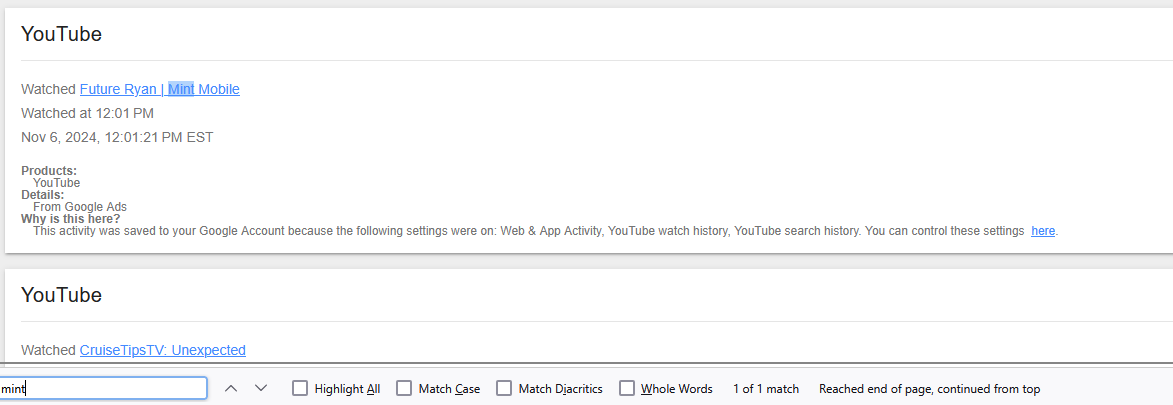 YouTube
Watched Future Ryan | Mint Mobile
Watched at 12:01 PM
Nov 6, 2024, 12:01:21 PM EST
Products:
YouTube
Details:
From Google Ads
Why is this here?
This activity was saved to your Google Account because the following settings were on: Web & App Activity, YouTube watch history, YouTube search history. You can control these settings here.
YouTube
Watched CruiseTipsTV: Unexpected
mint Highlight All Match Case Match Diacritics Whole Words 1 of 1 match Reached end of page, continued from top